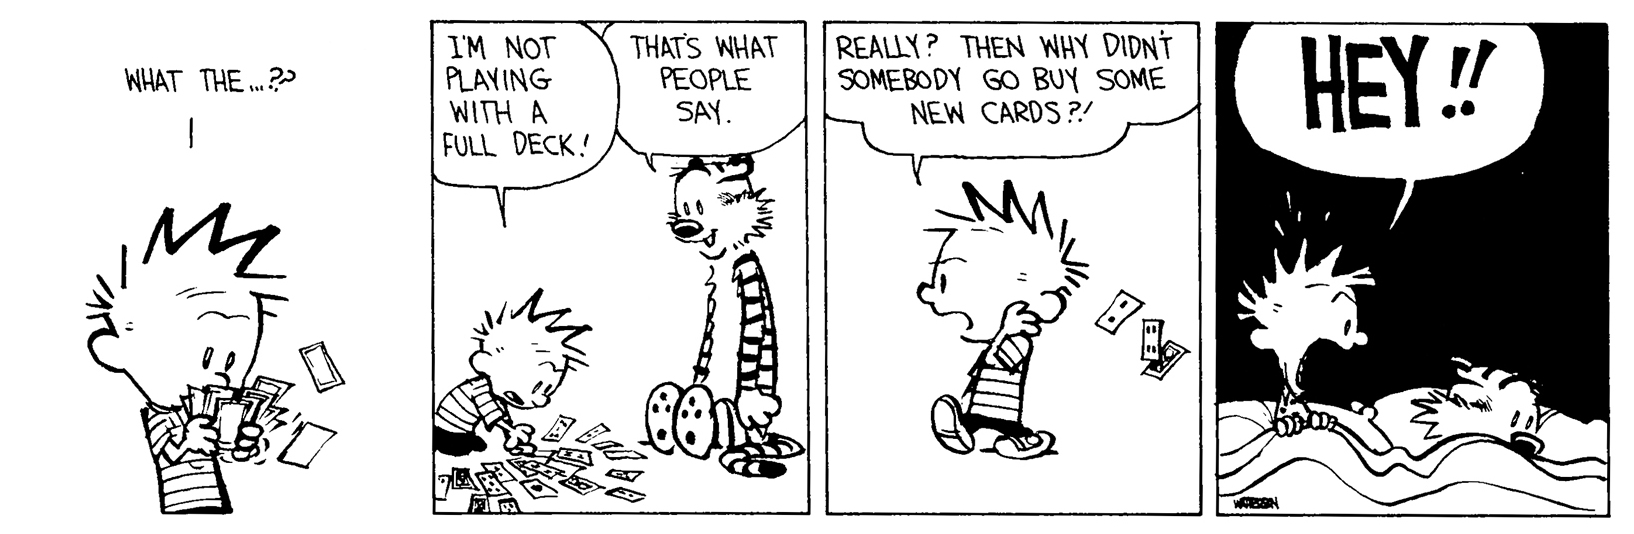 WHAT THE...??
I'M NOT
PLAYING
WITH A
FULL DECK!
THAT'S WHAT
PEOPLE
SAY.
REALLY? THEN WHY DIDN'T
SOMEBODY GO BUY SOME
NEW CARDS?!
HEY!!
WATTERSON